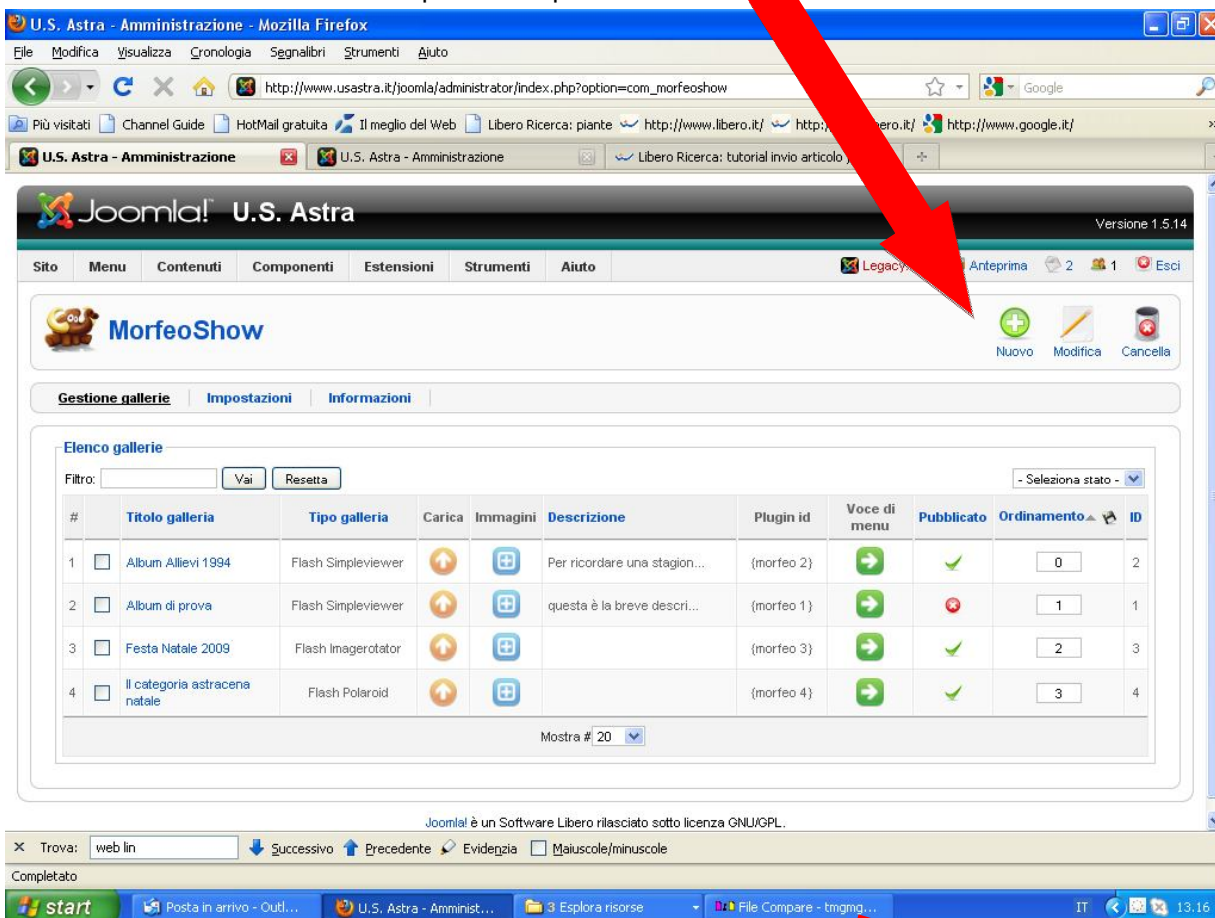 U.S. Astra - Amministrazione - Mozilla Firefox
File Modifica Visualizza Cronologia Segnalibri Strumenti Aiuto
http://www.usastra.it/joomla/administrator/index.php?option=com_morfeoshow Google
Più visitati Channel Guide HotMail gratuita Il meglio del Web Libero Ricerca: piante http://www.libero.it/ http://www.google.it/
U.S. Astra - Amministrazione U.S. Astra - Amministrazione Libero Ricerca: tutorial invio articolo
Joomla! U.S. Astra
Versione 1.5.14
Sito Menu Contenuti Componenti Estensioni Strumenti Aiuto Legacy: Anteprima 2 1 Esci
MorfeoShow
Nuovo Modifica Cancella
Gestione gallerie Impostazioni Informazioni
Elenco gallerie
Filtro: Vai Resetta - Seleziona stato -
# Titolo galleria Tipo galleria Carica Immagini Descrizione Plugin id Voce di menu Pubblicato Ordinamento ID
1 Album Allievi 1994 Flash Simpleviewer Per ricordare una stagion... {morfeo 2} 0 2
2 Album di prova Flash Simpleviewer questa è la breve descri... {morfeo 1} 1 1
3 Festa Natale 2009 Flash Imagerotator {morfeo 3} 2 3
4 II categoria astracena natale Flash Polaroid {morfeo 4} 3 4
Mostra # 20
Joomla! è un Software Libero rilasciato sotto licenza GNU/GPL.
Trova: web lin Successivo Precedente Evidenzia Maiuscole/minuscole
Completato
start Posta in arrivo - Outl... U.S. Astra - Amminist... 3 Esplora risorse File Compare - tmgmg... IT 13.16